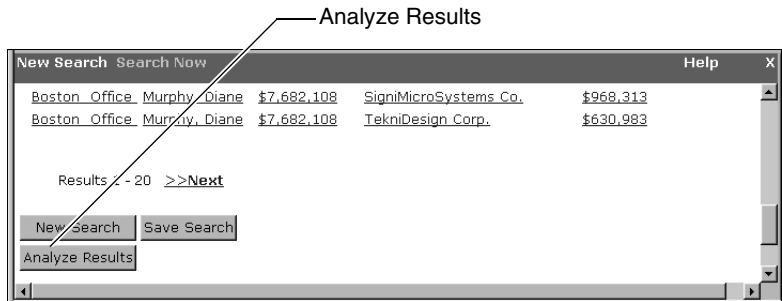 Analyze Results
New Search Search Now Help X
Boston Office Murphy, Diane $7,682,108 SigniMicroSystems Co. $968,313
Boston Office Murphy, Diane $7,682,108 TekniDesign Corp. $630,983
Results 1 - 20 >>Next
New Search Save Search
Analyze Results